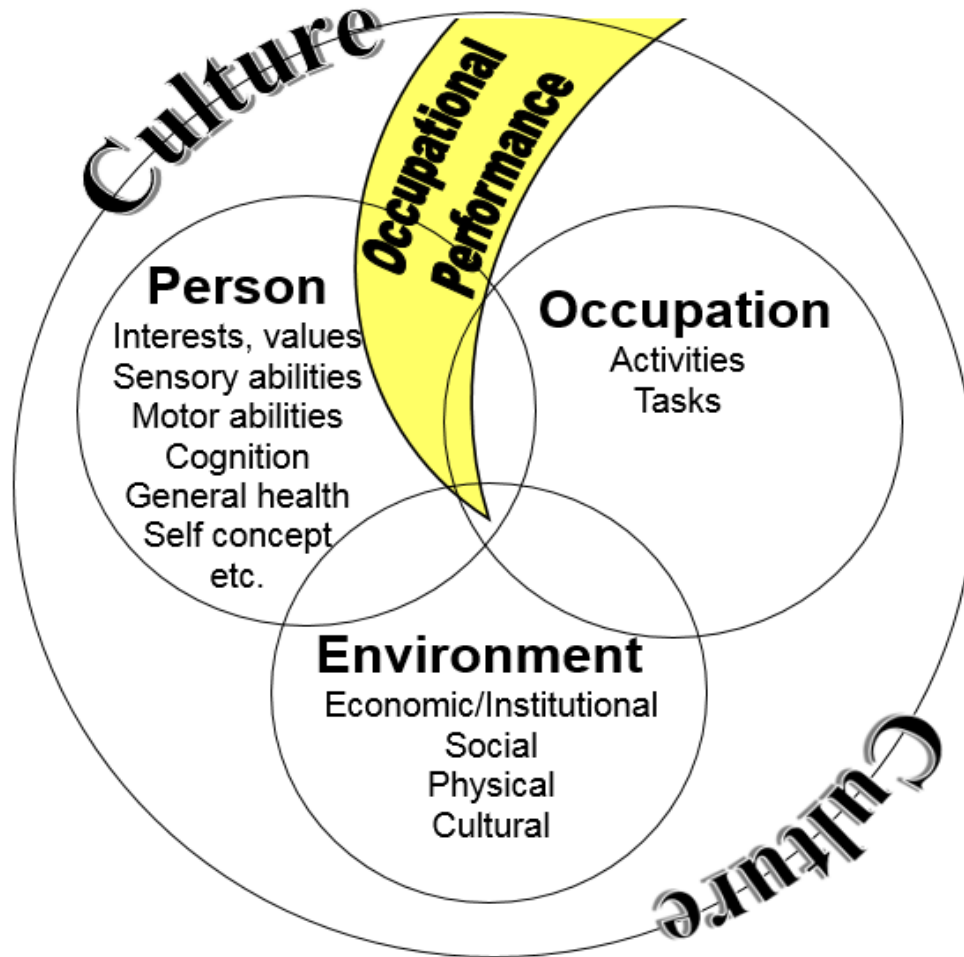 Culture
Occupational
Performance
Person
Interests, values
Sensory abilities
Motor abilities
Cognition
General health
Self concept
etc.
Occupation
Activities
Tasks
Environment
Economic/Institutional
Social
Physical
Cultural
Culture